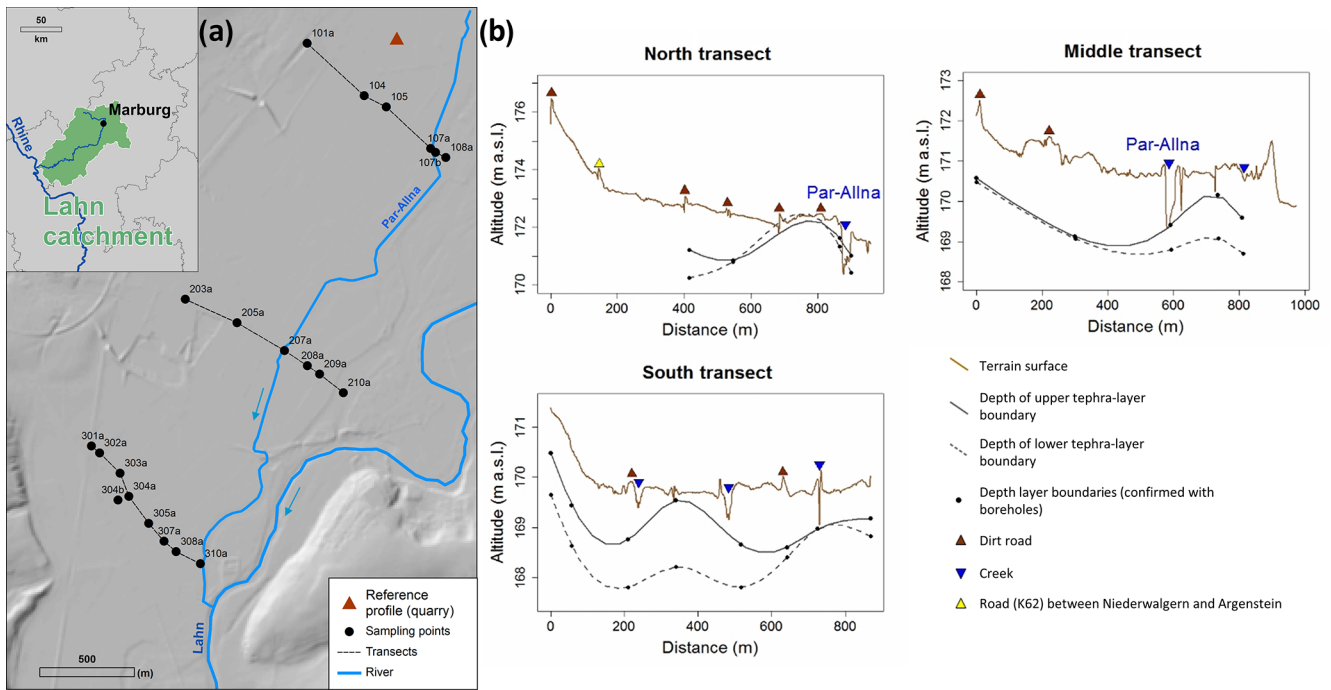 50
km
Marburg
Rhine
Lahn
catchment
(a)
101a
104
105
107a
107b
108a
Par-Allna
203a
205a
207a
208a
209a
210a
301a
302a
303a
304b
304a
305a
307a
308a
310a
Lahn
500
(m)
Reference
profile (quarry)
Sampling points
Transects
River
(b)
North transect
Altitude (m a.s.l.)
176
174
172
170
Par-Allna
0
200
400
600
800
Distance (m)
Middle transect
Altitude (m a.s.l.)
173
172
171
170
169
168
Par-Allna
0
200
400
600
800
1000
Distance (m)
South transect
Altitude (m a.s.l.)
171
170
169
168
0
200
400
600
800
Distance (m)
Terrain surface
Depth of upper tephra-layer
boundary
Depth of lower tephra-layer
boundary
Depth layer boundaries (confirmed with
boreholes)
Dirt road
Creek
Road (K62) between Niederwalgern and Argenstein